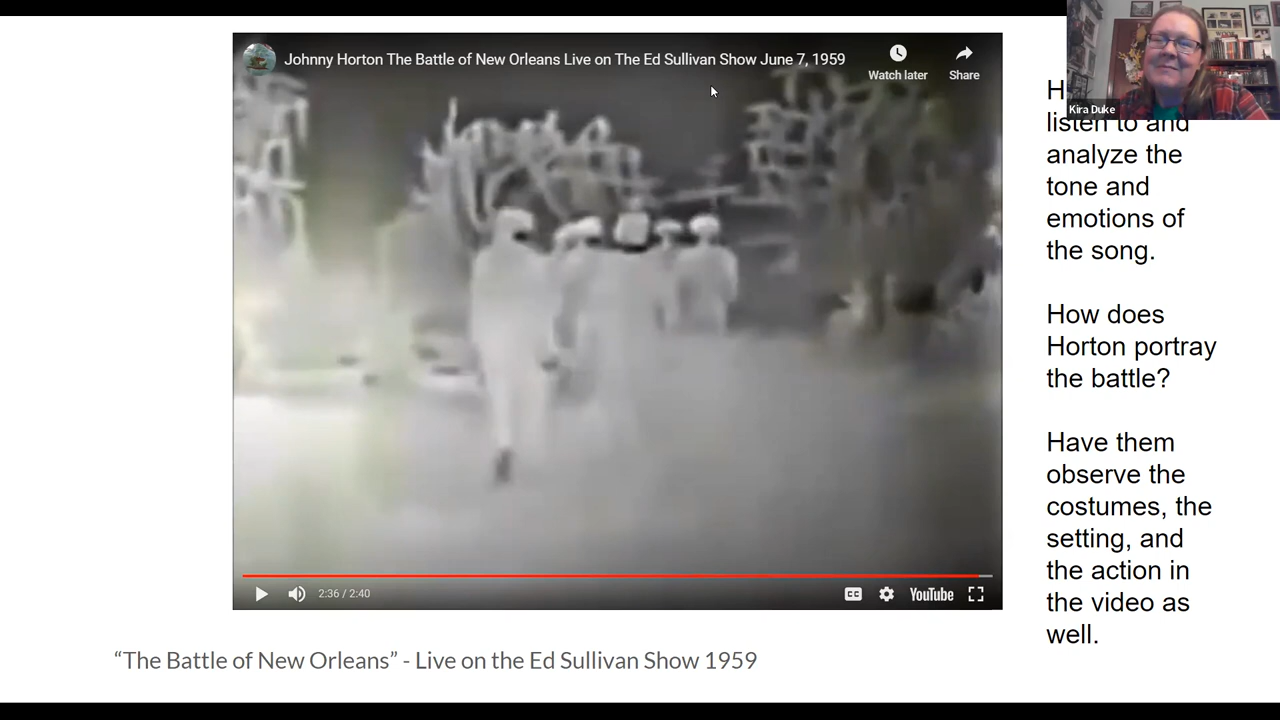 Johnny Horton The Battle of New Orleans Live on The Ed Sullivan Show June 7, 1959
Watch later
Share
Kira Duke
listen to and
analyze the
tone and
emotions of
the song.
How does
Horton portray
the battle?
Have them
observe the
costumes, the
setting, and
the action in
the video as
well.
2:36 / 2:40
CC
YouTube
“The Battle of New Orleans” - Live on the Ed Sullivan Show 1959